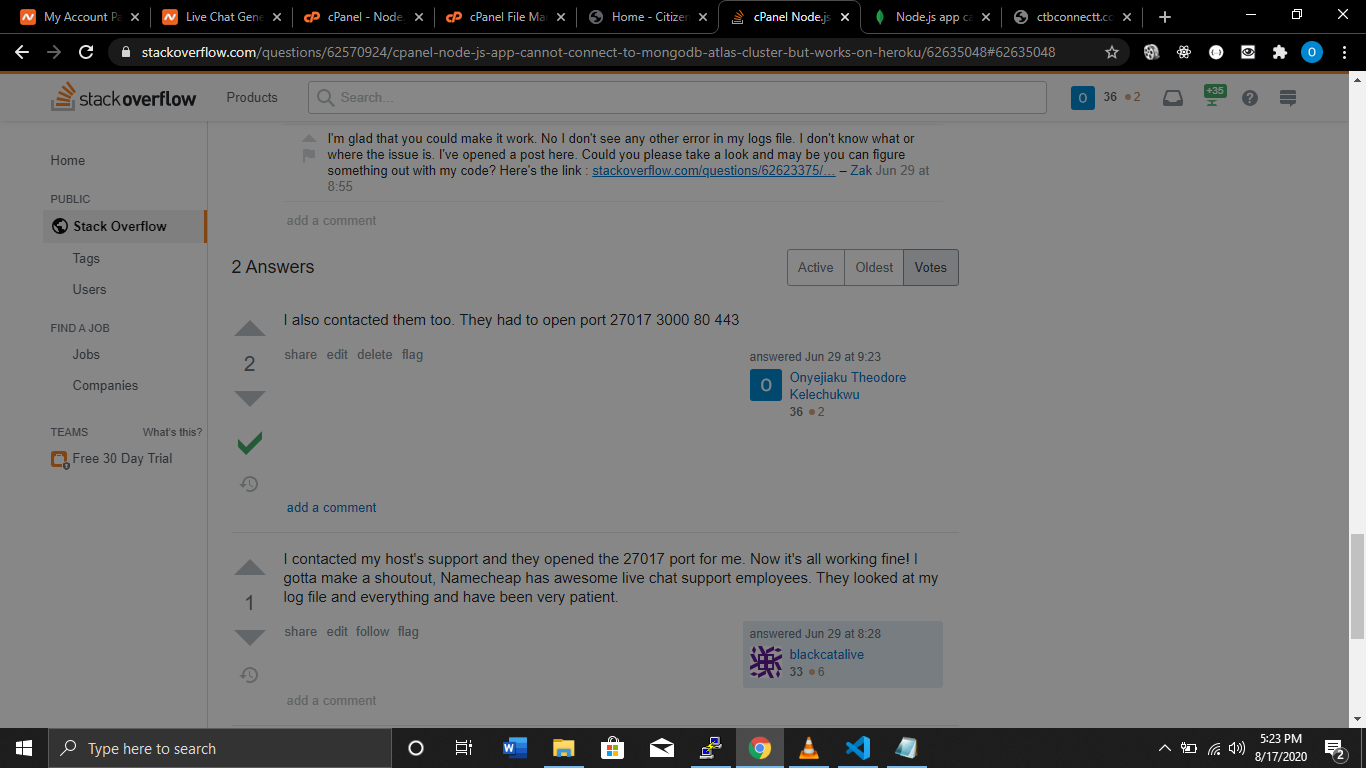 My Account Pa
Live Chat Gene
cPanel - Node.
cPanel File Mar
Home - Citizen
cPanel Node.js
Node.js app ca
ctbconnectt.co
stackoverflow.com/questions/62570924/cpanel-node-js-app-cannot-connect-to-mongodb-atlas-cluster-but-works-on-heroku/62635048#62635048
O
stackoverflow
Products
Search...
O
36
2
+35
Home
PUBLIC
Stack Overflow
Tags
Users
FIND A JOB
Jobs
Companies
TEAMS
What's this?
Free 30 Day Trial
I'm glad that you could make it work. No I don't see any other error in my logs file. I don't know what or
where the issue is. I've opened a post here. Could you please take a look and may be you can figure
something out with my code? Here's the link : stackoverflow.com/questions/62623375/... – Zak Jun 29 at
8:55
add a comment
2 Answers
Active
Oldest
Votes
2
I also contacted them too. They had to open port 27017 3000 80 443
share edit delete flag
answered Jun 29 at 9:23
O
Onyejiaku Theodore
Kelechukwu
36 2
add a comment
1
I contacted my host's support and they opened the 27017 port for me. Now it's all working fine! I
gotta make a shoutout, Namecheap has awesome live chat support employees. They looked at my
log file and everything and have been very patient.
share edit follow flag
answered Jun 29 at 8:28
blackcatalive
33 6
add a comment
Type here to search
5:23 PM
8/17/2020
2